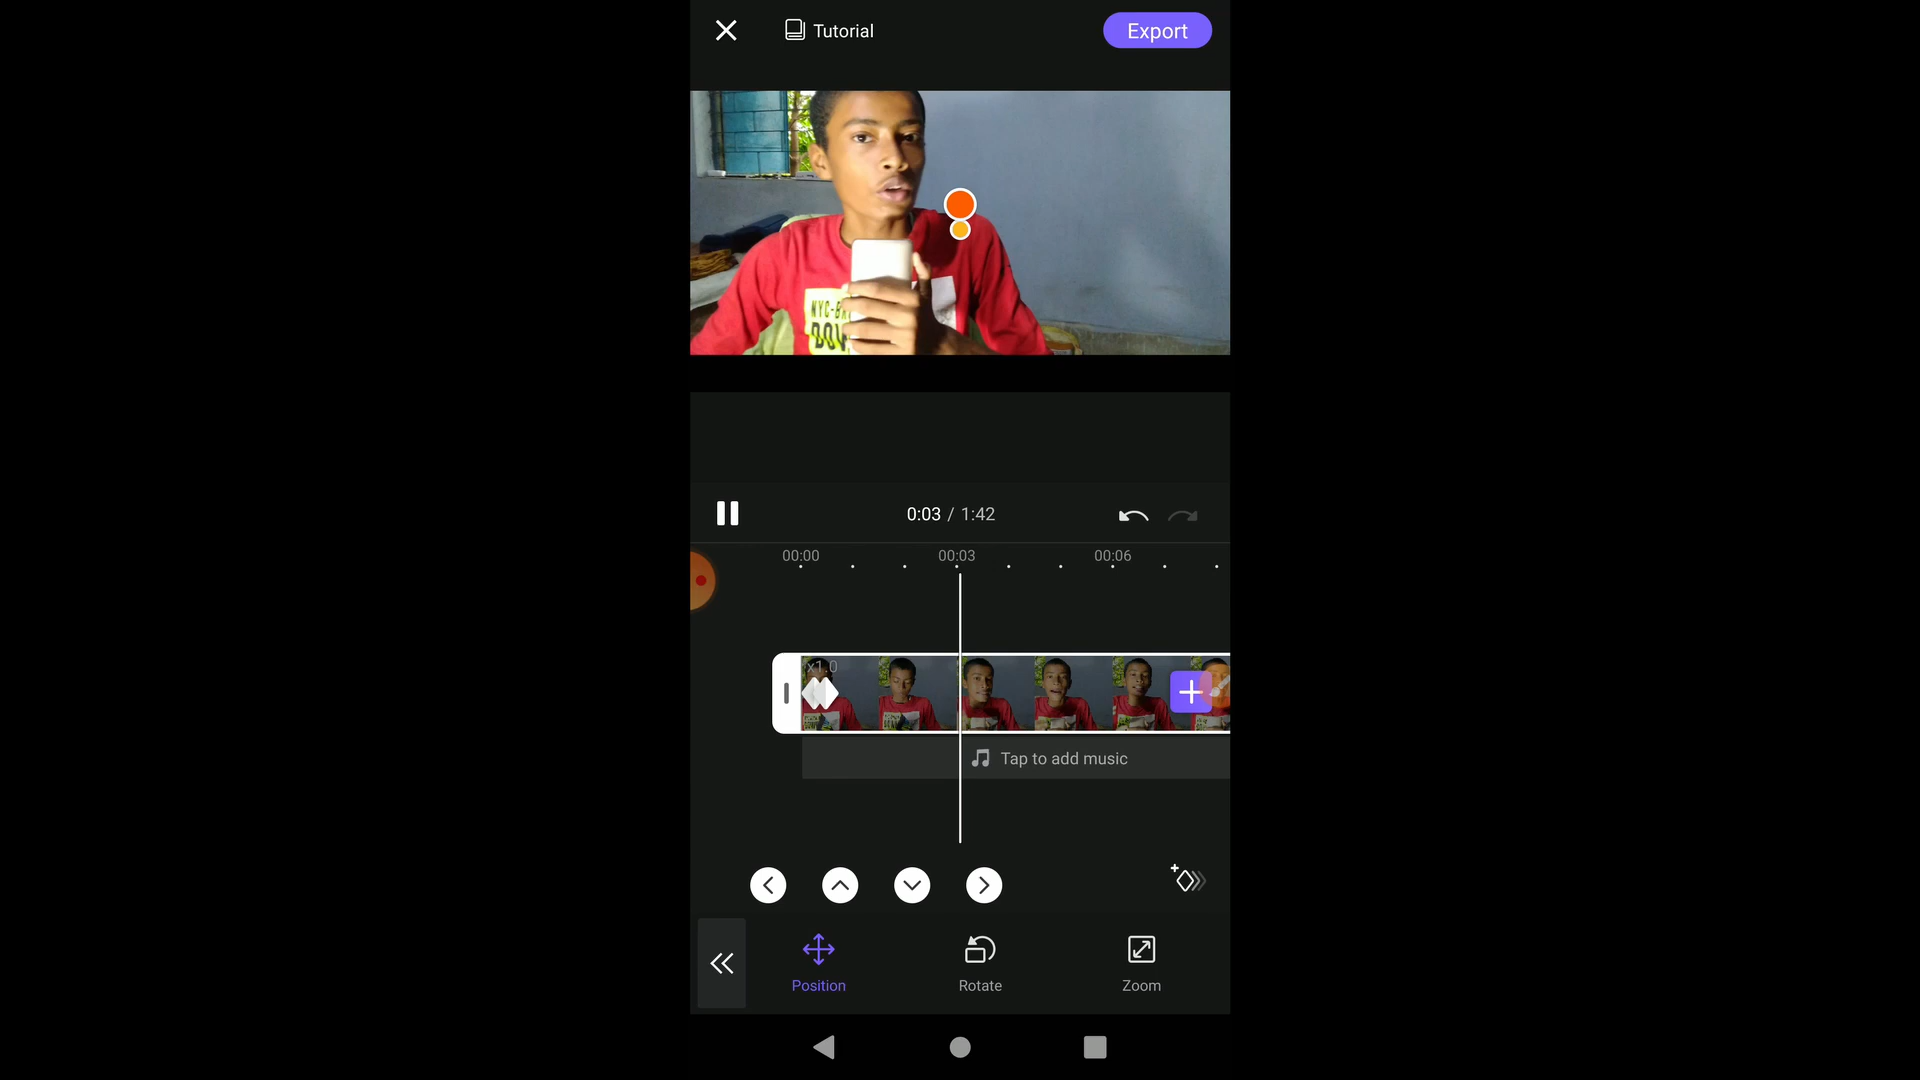 Tutorial
Export
NYC-B
0:03 / 1:42
00:00
00:03
00:06
x1.0
Tap to add music
Position
Rotate
Zoom